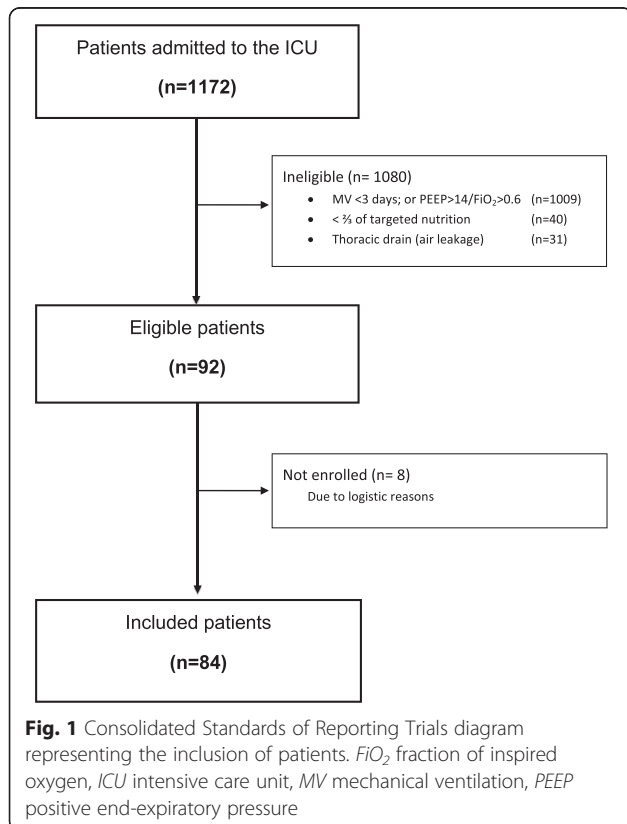 Patients admitted to the ICU
(n=1172)
Ineligible (n= 1080)
• MV <3 days; or PEEP>14/FiO₂>0.6 (n=1009)
• < ⅔ of targeted nutrition (n=40)
• Thoracic drain (air leakage) (n=31)
Eligible patients
(n=92)
Not enrolled (n= 8)
Due to logistic reasons
Included patients
(n=84)
Fig. 1 Consolidated Standards of Reporting Trials diagram
representing the inclusion of patients. FiO₂ fraction of inspired
oxygen, ICU intensive care unit, MV mechanical ventilation, PEEP
positive end-expiratory pressure